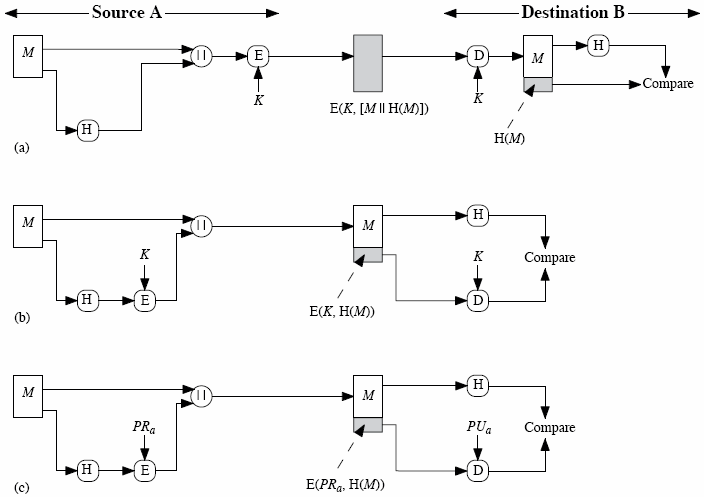 Source A Destination B
M || E D M H
K E(K, [M || H(M)]) K Compare
H H(M)
(a)
M || M H
K K Compare
H E E(K, H(M)) D
(b)
M || M H
PRa PUa Compare
H E E(PRa, H(M)) D
(c)